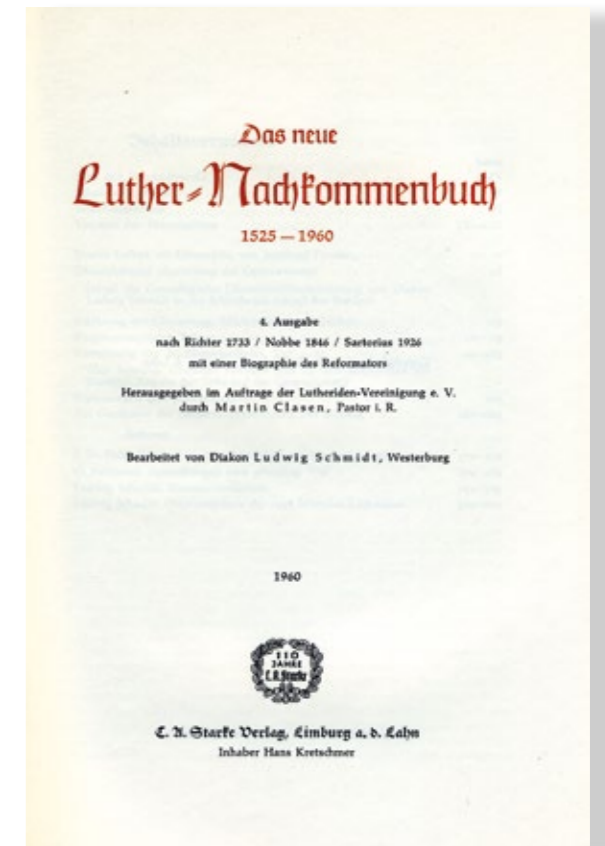 Das neue
Luther-Nachkommenbuch
1525 — 1960
4. Ausgabe
nach Richter 1733 / Nobbe 1846 / Sartorius 1926
mit einer Biographie des Reformators
Herausgegeben im Auftrage der Lutheriden-Vereinigung e. V.
durch Martin Clasen, Pastor i. R.
Bearbeitet von Diakon Ludwig Schmidt, Westerburg
1960
110
JAHRE
C.A.Starke
C. A. Starke Verlag, Limburg a. d. Lahn
Inhaber Hans Kretschmer